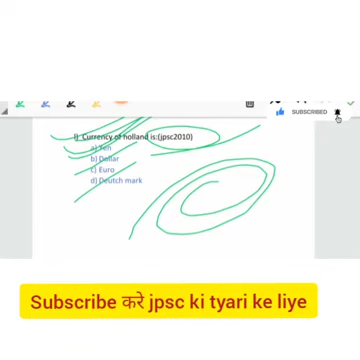 SUBSCRIBED
Currency of holland is:(jpsc2010)
a) Yen
b) Dollar
c) Euro
d) Deutch mark
Subscribe करे jpsc ki tyari ke liye